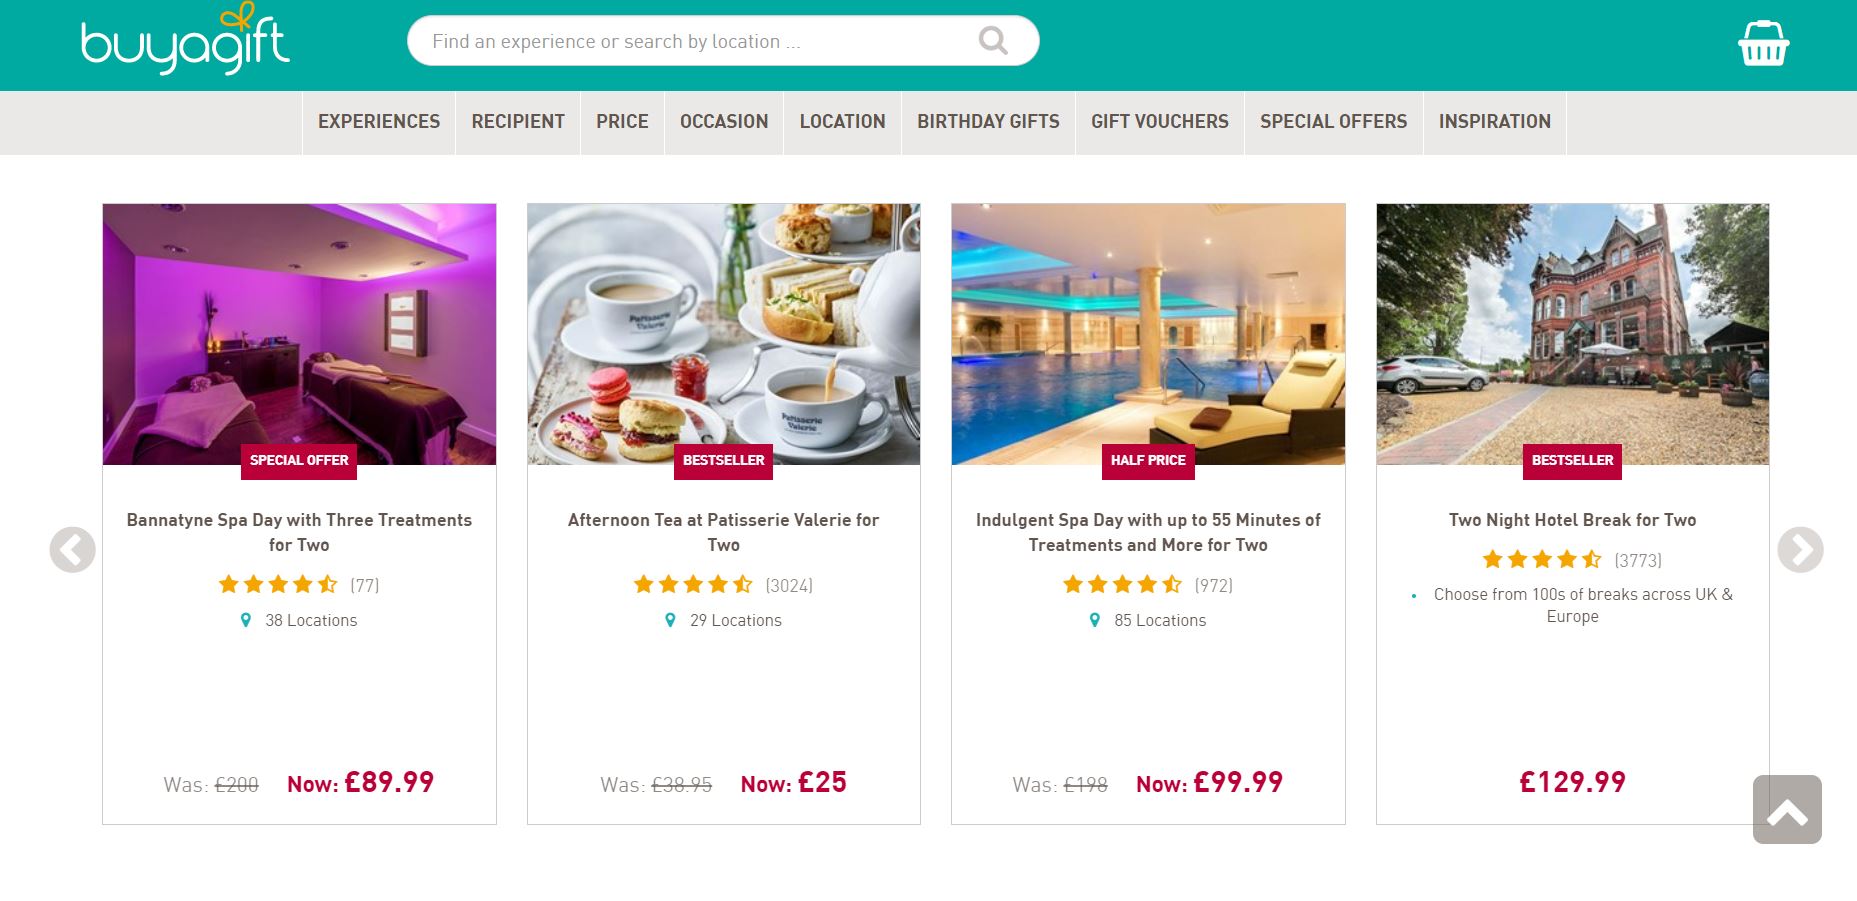 buyagift
Find an experience or search by location ...
EXPERIENCES
RECIPIENT
PRICE
OCCASION
LOCATION
BIRTHDAY GIFTS
GIFT VOUCHERS
SPECIAL OFFERS
INSPIRATION
SPECIAL OFFER
Bannatyne Spa Day with Three Treatments
for Two
(77)
38 Locations
Was: £200 Now: £89.99
Patisserie
Valerie
Patisserie
Valerie
BESTSELLER
Afternoon Tea at Patisserie Valerie for
Two
(3024)
29 Locations
Was: £38.95 Now: £25
HALF PRICE
Indulgent Spa Day with up to 55 Minutes of
Treatments and More for Two
(972)
85 Locations
Was: £198 Now: £99.99
BESTSELLER
Two Night Hotel Break for Two
(3773)
• Choose from 100s of breaks across UK &
Europe
£129.99